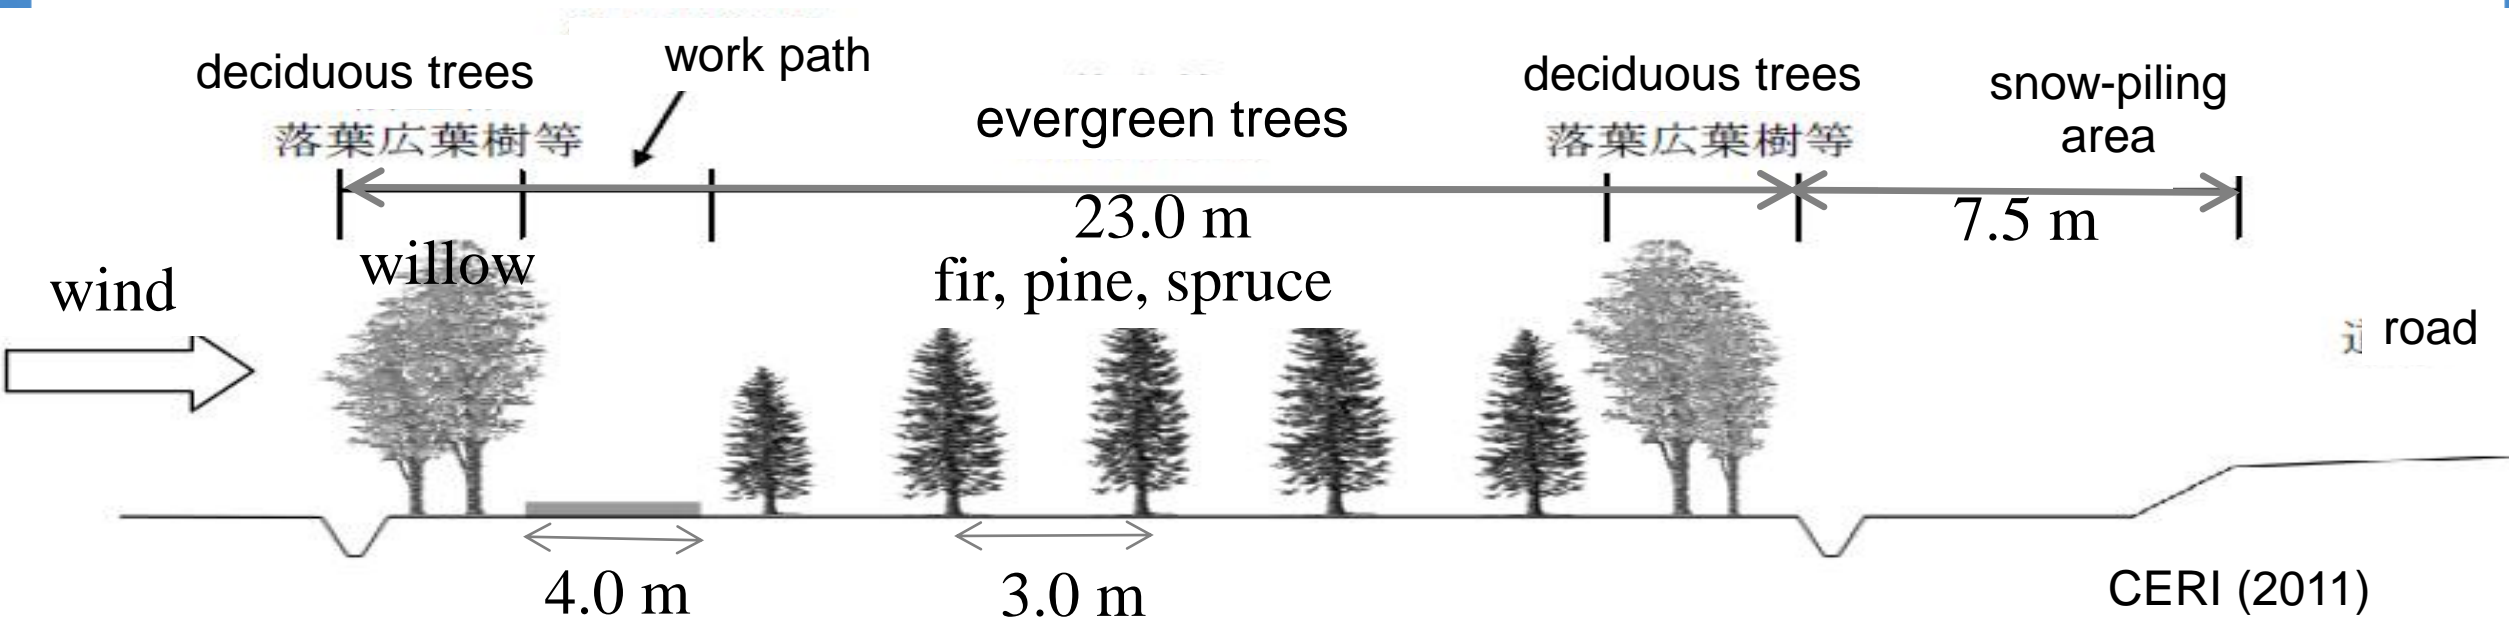 deciduous trees
work path
deciduous trees
snow-piling
area
落葉広葉樹等
evergreen trees
落葉広葉樹等
23.0 m
7.5 m
willow
fir, pine, spruce
wind
road
4.0 m
3.0 m
CERI (2011)